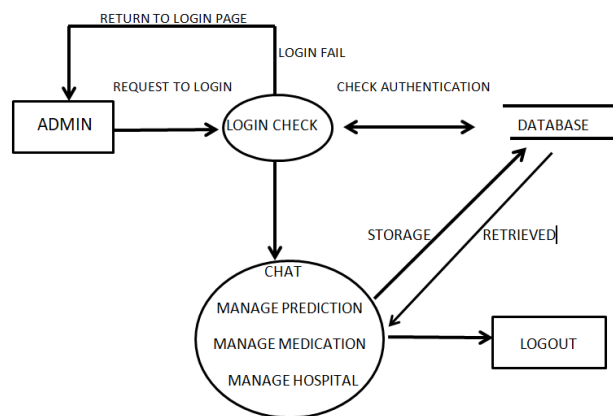 RETURN TO LOGIN PAGE
LOGIN FAIL
REQUEST TO LOGIN
CHECK AUTHENTICATION
ADMIN
LOGIN CHECK
DATABASE
STORAGE
RETRIEVED
CHAT
MANAGE PREDICTION
MANAGE MEDICATION
MANAGE HOSPITAL
LOGOUT